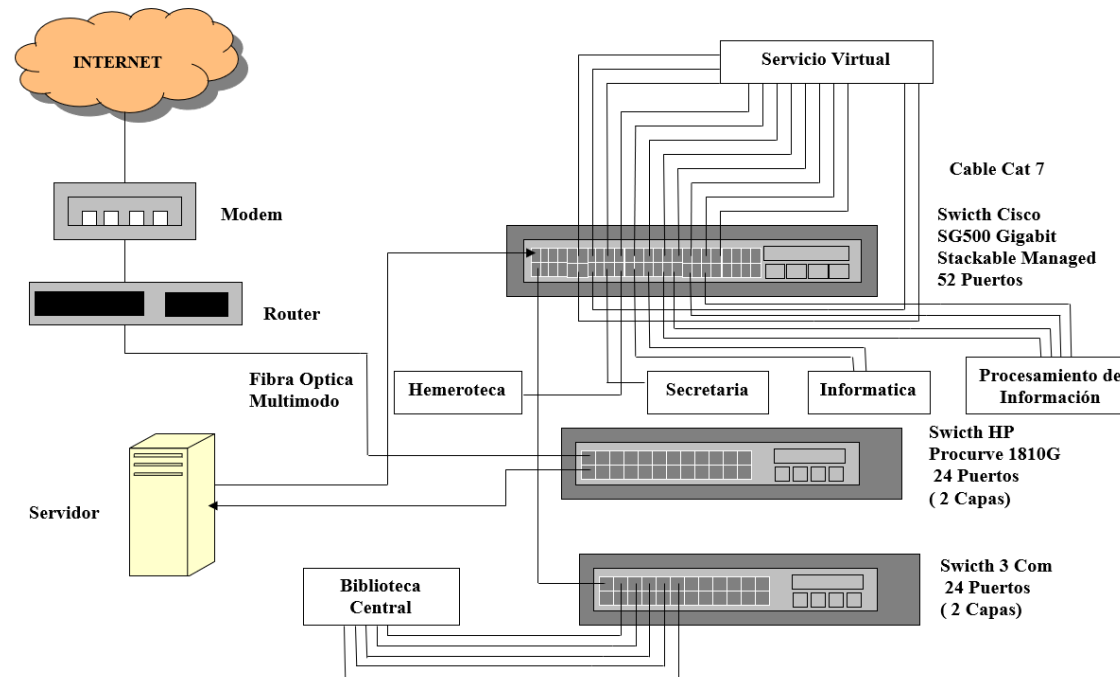 INTERNET
Servicio Virtual
Cable Cat 7
Modem
Swicth Cisco
SG500 Gigabit
Stackable Managed
52 Puertos
Router
Fibra Optica
Multimodo
Hemeroteca
Secretaria
Informatica
Procesamiento de
Información
Swicth HP
Procurve 1810G
24 Puertos
( 2 Capas)
Servidor
Swicth 3 Com
24 Puertos
( 2 Capas)
Biblioteca
Central